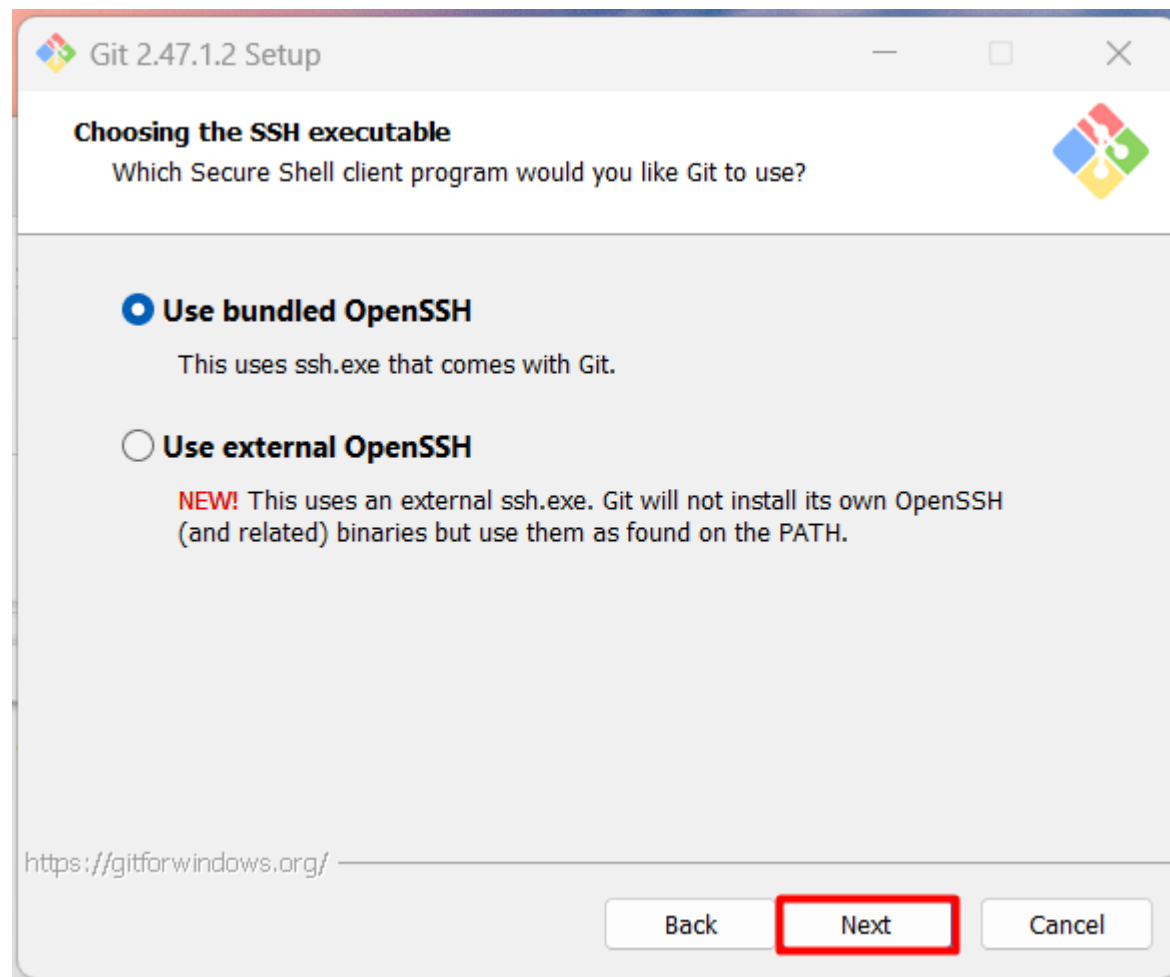 Git 2.47.1.2 Setup
Choosing the SSH executable
Which Secure Shell client program would you like Git to use?
Use bundled OpenSSH
This uses ssh.exe that comes with Git.
Use external OpenSSH
NEW! This uses an external ssh.exe. Git will not install its own OpenSSH
(and related) binaries but use them as found on the PATH.
https://gitforwindows.org/
Back Next Cancel